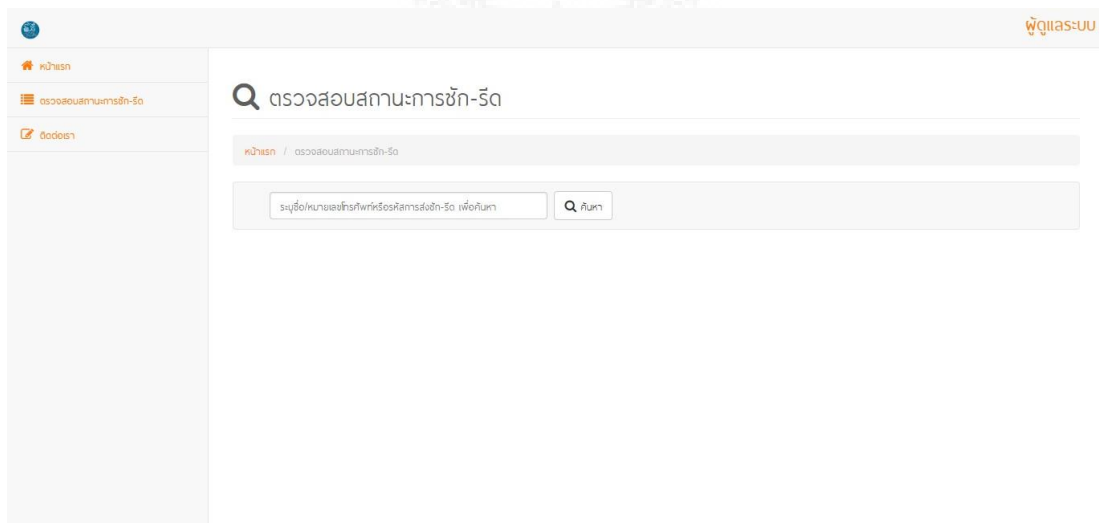 ผู้ดูแลระบบ
หน้าแรก
ตรวจสอบสถานะการซัก-รีด
ติดต่อเรา
ตรวจสอบสถานะการซัก-รีด
หน้าแรก / ตรวจสอบสถานะการซัก-รีด
ระบุชื่อ/หมายเลขโทรศัพท์หรือรหัสการส่งซัก-รีด เพื่อค้นหา
ค้นหา